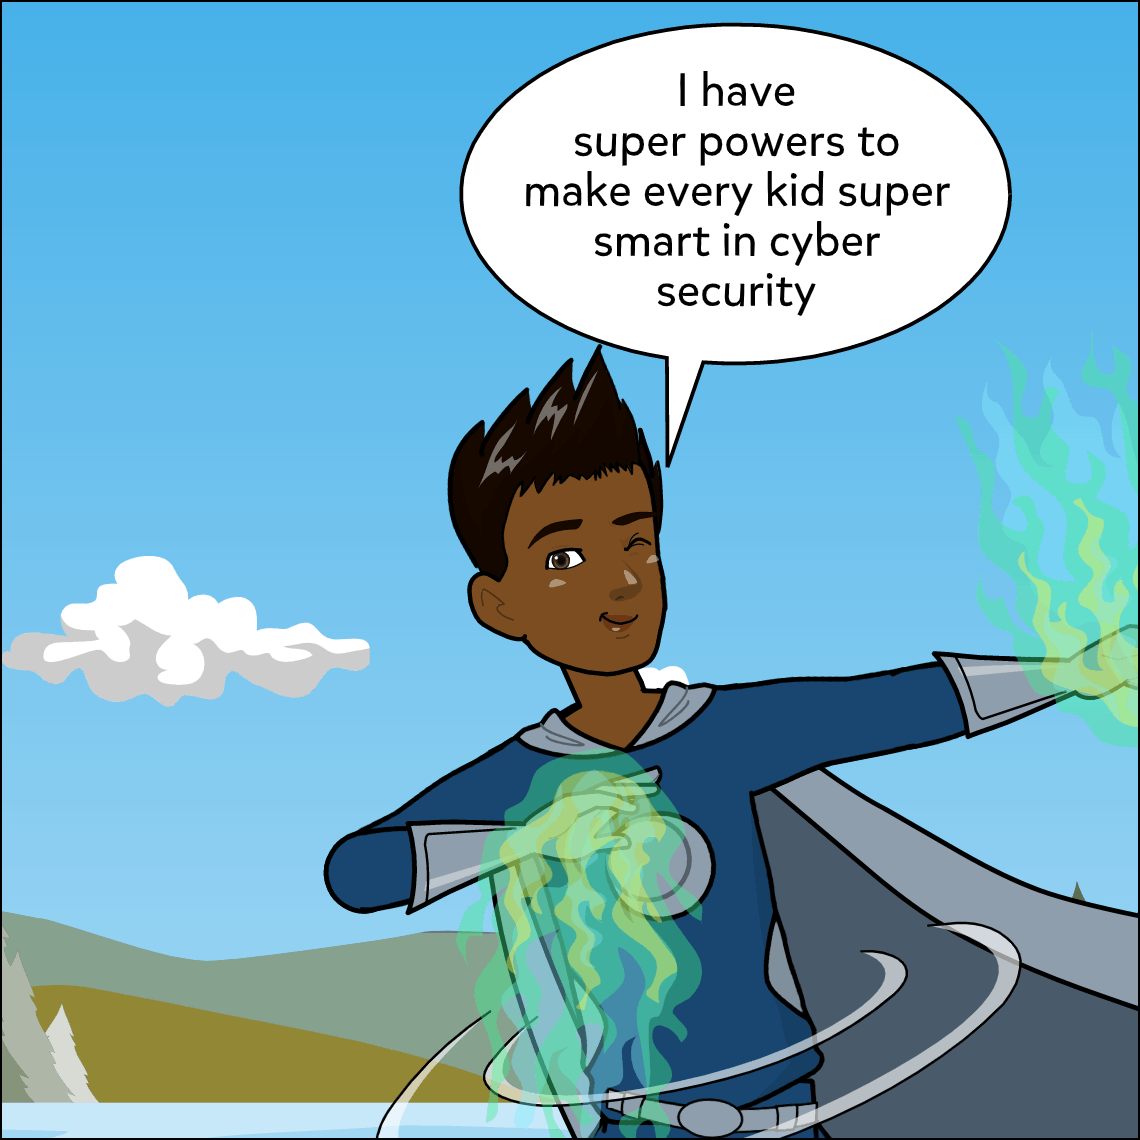 I have
super powers to
make every kid super
smart in cyber
security